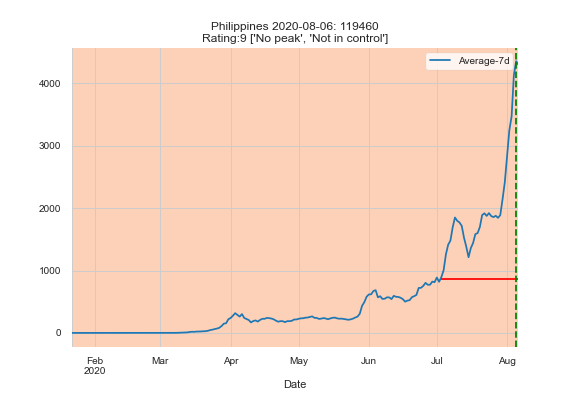 Philippines 2020-08-06: 119460
Rating:9 ['No peak', 'Not in control']
Average-7d
4000
3000
2000
1000
0
Feb Mar Apr May Jun Jul Aug
2020
Date